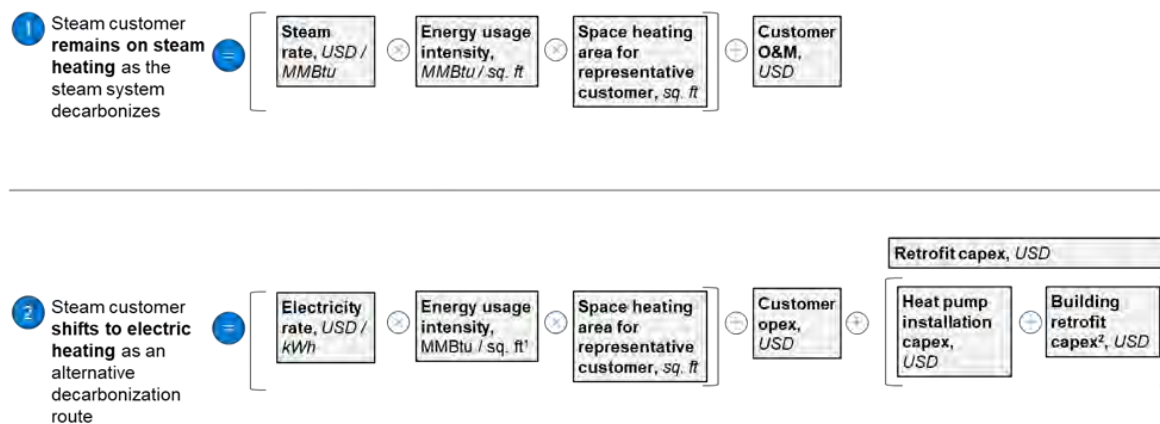 1
Steam customer
remains on steam
heating as the
steam system
decarbonizes
=
Steam
rate, USD /
MMBtu
×
Energy usage
intensity,
MMBtu / sq. ft
×
Space heating
area for
representative
customer, sq. ft
+
Customer
O&M,
USD
Retrofit capex, USD
2
Steam customer
shifts to electric
heating as an
alternative
decarbonization
route
=
Electricity
rate, USD /
kWh
×
Energy usage
intensity,
MMBtu / sq. ft¹
×
Space heating
area for
representative
customer, sq. ft
+
Customer
opex,
USD
+
Heat pump
installation
capex,
USD
+
Building
retrofit
capex², USD